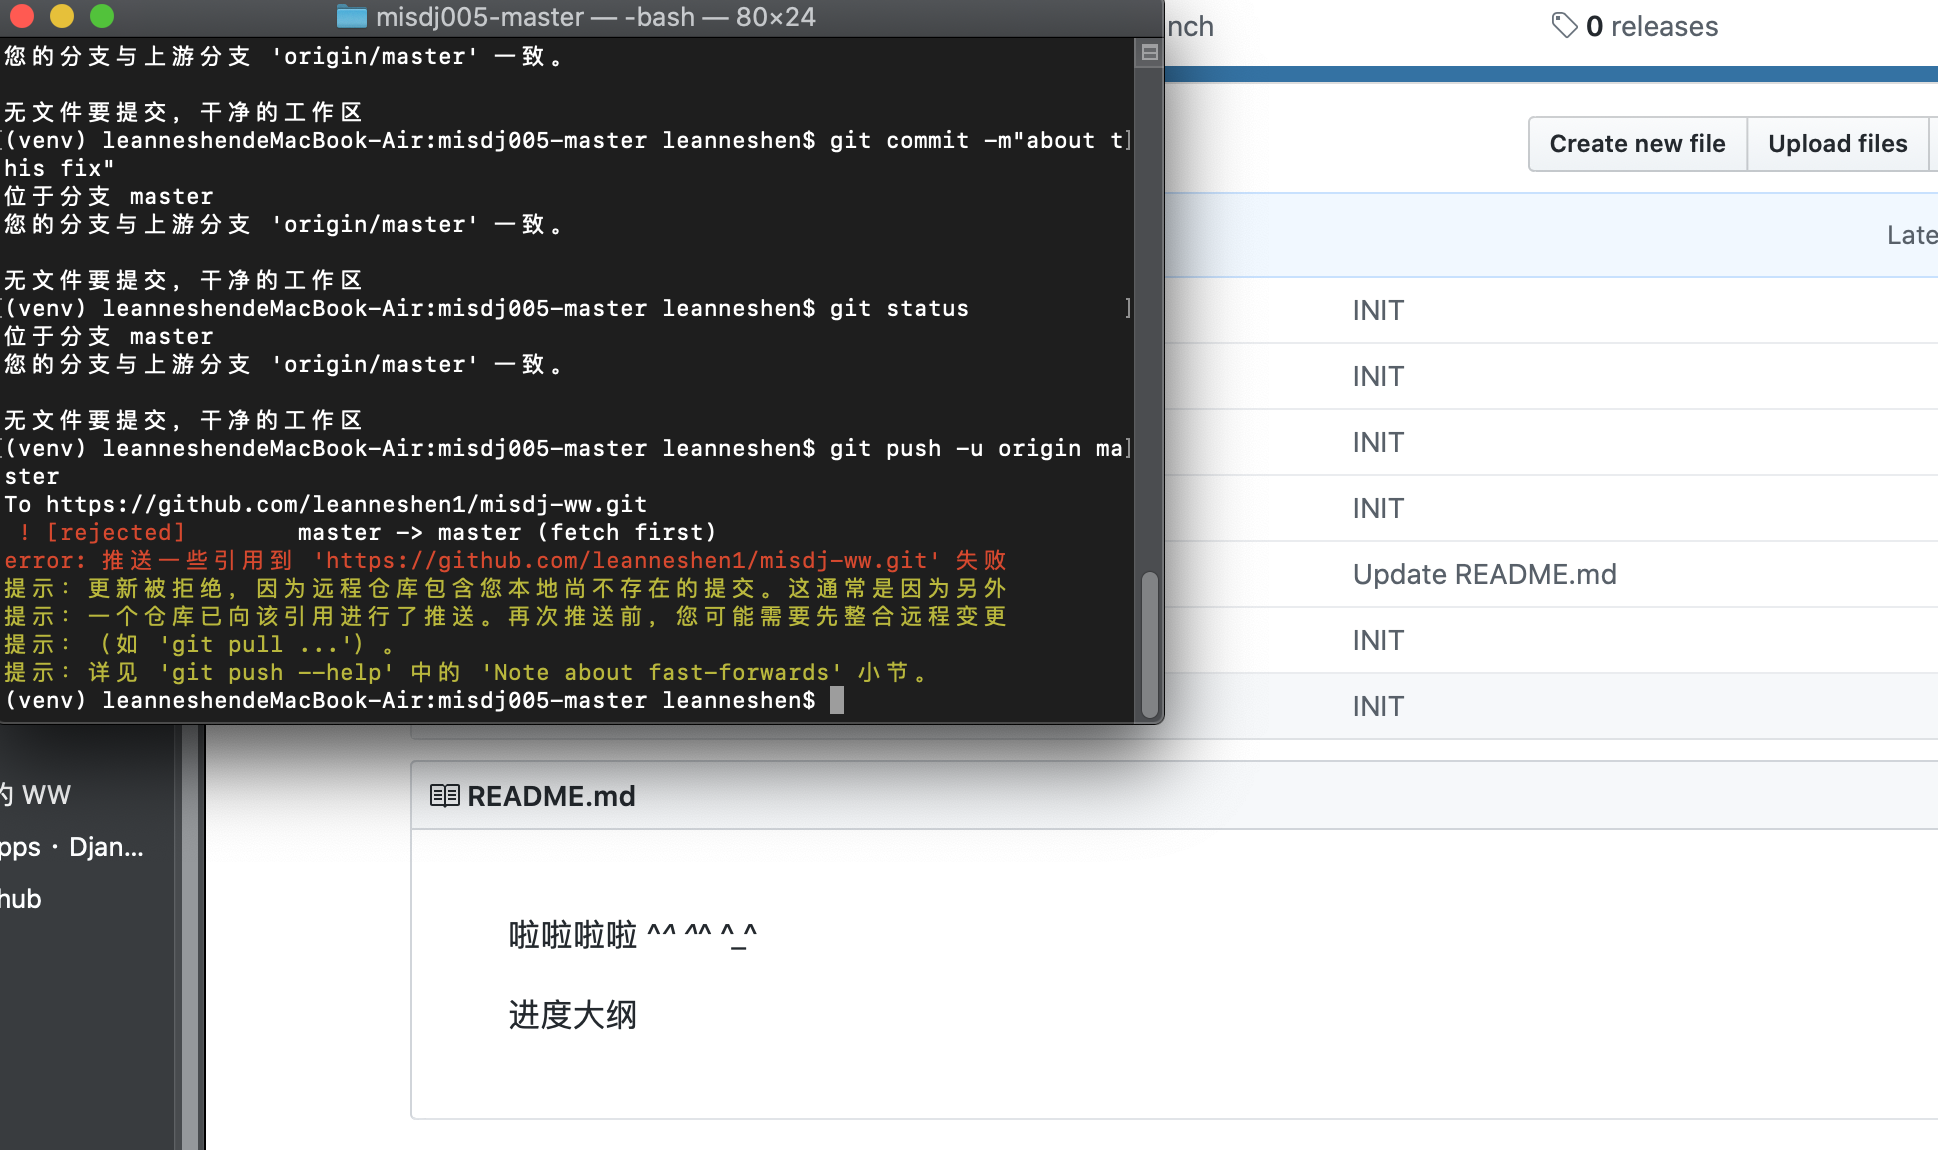 misdj005-master — -bash — 80×24
您的分支与上游分支 'origin/master' 一致。
无文件要提交，干净的工作区
(venv) leanneshendeMacBook-Air:misdj005-master leanneshen$ git commit -m"about t
his fix"
位于分支 master
您的分支与上游分支 'origin/master' 一致。
无文件要提交，干净的工作区
(venv) leanneshendeMacBook-Air:misdj005-master leanneshen$ git status
位于分支 master
您的分支与上游分支 'origin/master' 一致。
无文件要提交，干净的工作区
(venv) leanneshendeMacBook-Air:misdj005-master leanneshen$ git push -u origin ma
ster
To https://github.com/leanneshen1/misdj-ww.git
! [rejected]        master -> master (fetch first)
error: 推送一些引用到 'https://github.com/leanneshen1/misdj-ww.git' 失败
提示：更新被拒绝，因为远程仓库包含您本地尚不存在的提交。这通常是因为另外
提示：一个仓库已向该引用进行了推送。再次推送前，您可能需要先整合远程变更
提示：（如 'git pull ...'）。
提示：详见 'git push --help' 中的 'Note about fast-forwards' 小节。
(venv) leanneshendeMacBook-Air:misdj005-master leanneshen$
nch
0 releases
Create new file
Upload files
Late
INIT
INIT
INIT
INIT
Update README.md
INIT
INIT
的 WW
pps · Djan...
hub
README.md
啦啦啦啦 ^^ ^^ ^_^
进度大纲